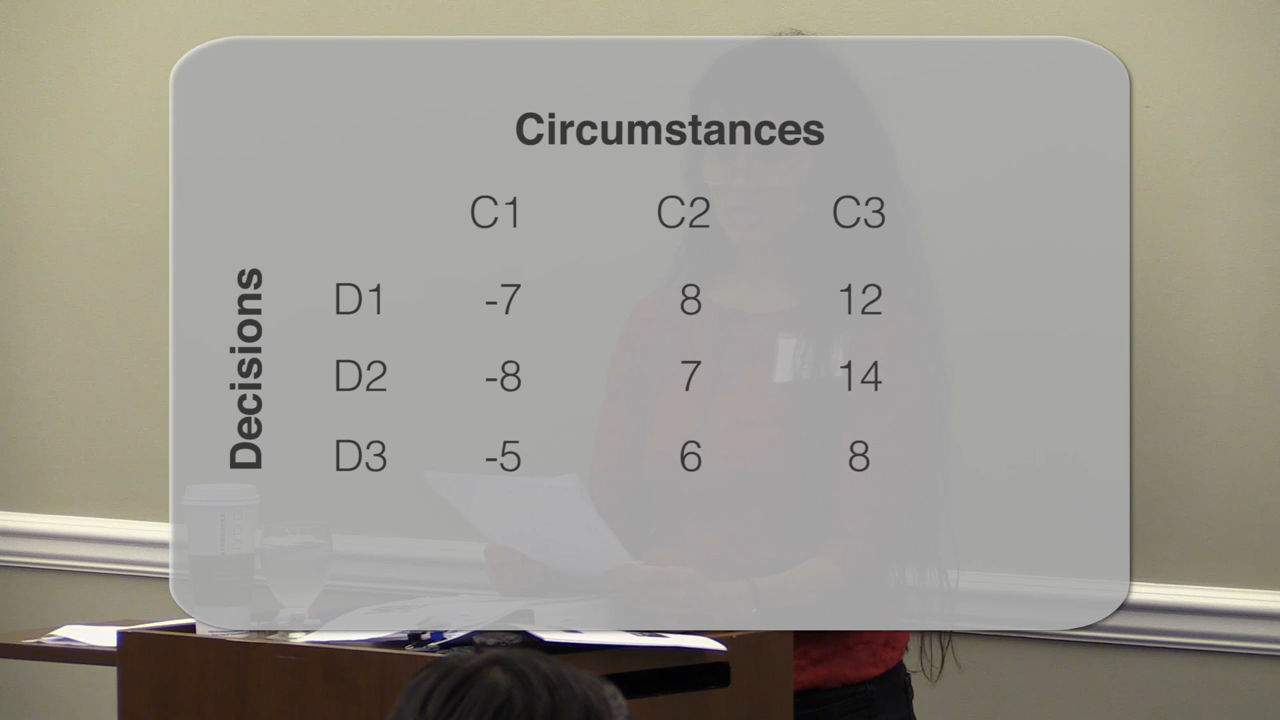 Circumstances
C1 C2 C3
Decisions
D1 -7 8 12
D2 -8 7 14
D3 -5 6 8